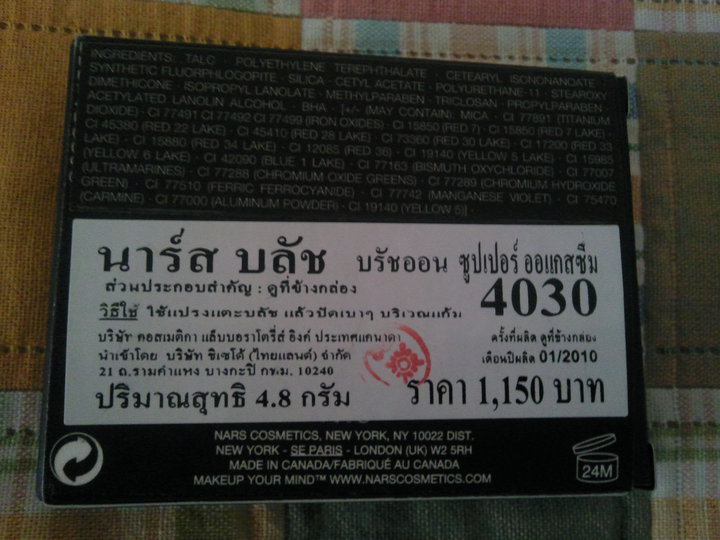 INGREDIENTS: TALC · POLYETHYLENE TEREPHTHALATE · CETEARYL ISONONANOATE ·
SYNTHETIC FLUORPHLOGOPITE · SILICA · CETYL ACETATE · POLYURETHANE-11 · STEAROXY
DIMETHICONE · ISOPROPYL LANOLATE · METHYLPARABEN · TRICLOSAN · PROPYLPARABEN ·
ACETYLATED LANOLIN ALCOHOL · BHA · [+/- (MAY CONTAIN): MICA · CI 77891 (TITANIUM
DIOXIDE) · CI 77491 CI 77492 CI 77499 (IRON OXIDES) · CI 15850 (RED 7) · CI 15850 (RED 7 LAKE) ·
CI 45380 (RED 22 LAKE) · CI 45410 (RED 28 LAKE) · CI 73360 (RED 30 LAKE) · CI 17200 (RED 33
LAKE) · CI 15880 (RED 34 LAKE) · CI 12085 (RED 36) · CI 19140 (YELLOW 5 LAKE) · CI 15985
(YELLOW 6 LAKE) · CI 42090 (BLUE 1 LAKE) · CI 77163 (BISMUTH OXYCHLORIDE) · CI 77007
(ULTRAMARINES) · CI 77288 (CHROMIUM OXIDE GREENS) · CI 77289 (CHROMIUM HYDROXIDE
GREEN) · CI 77510 (FERRIC FERROCYANIDE) · CI 77742 (MANGANESE VIOLET) · CI 75470
(CARMINE) · CI 77000 (ALUMINUM POWDER) · CI 19140 (YELLOW 5)] ·
นาร์ส บลัช บรัชออน ซูปเปอร์ ออแกสซึม
ส่วนประกอบสำคัญ : ดูที่ข้างกล่อง
4030
วิธีใช้ ใช้แปรงแตะบลัช แล้วปัดเบาๆ บริเวณแก้ม
บริษัท คอสเมติกา แล็บบอราโตรี่ส์ อิงค์ ประเทศแคนาดา
ครั้งที่ผลิต ดูที่ข้างกล่อง
นำเข้าโดย บริษัท ชิเซโด้ (ไทยแลนด์) จำกัด
เดือนปีผลิต 01/2010
21 ถ.รามคำแหง บางกะปิ กท.ม. 10240
ปริมาณสุทธิ 4.8 กรัม ราคา 1,150 บาท
NARS COSMETICS, NEW YORK, NY 10022 DIST.
NEW YORK - SE PARIS - LONDON (UK) W2 5RH
MADE IN CANADA/FABRIQUÉ AU CANADA
MAKEUP YOUR MIND™ WWW.NARSCOSMETICS.COM
24M